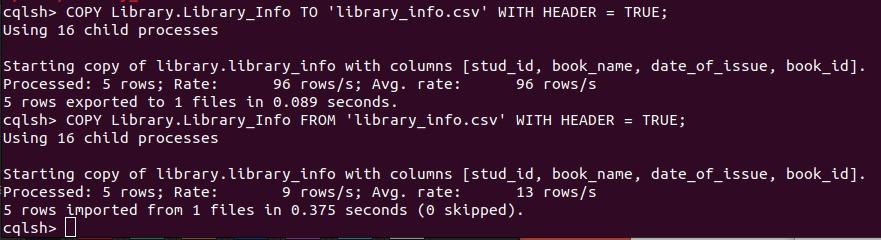 cqlsh> COPY Library.Library_Info TO 'library_info.csv' WITH HEADER = TRUE;
Using 16 child processes
Starting copy of library.library_info with columns [stud_id, book_name, date_of_issue, book_id].
Processed: 5 rows; Rate:      96 rows/s; Avg. rate:      96 rows/s
5 rows exported to 1 files in 0.089 seconds.
cqlsh> COPY Library.Library_Info FROM 'library_info.csv' WITH HEADER = TRUE;
Using 16 child processes
Starting copy of library.library_info with columns [stud_id, book_name, date_of_issue, book_id].
Processed: 5 rows; Rate:       9 rows/s; Avg. rate:      13 rows/s
5 rows imported from 1 files in 0.375 seconds (0 skipped).
cqlsh>